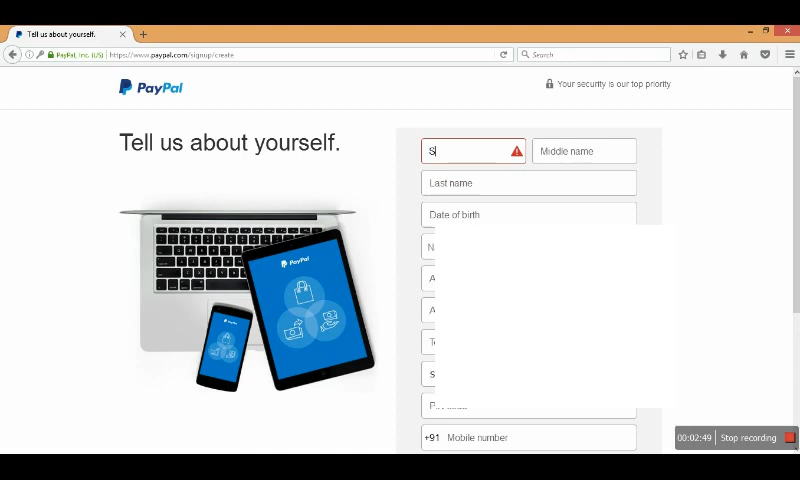 Tell us about yourself.
PayPal, Inc. (US) https://www.paypal.com/signup/create
Search
PayPal
Your security is our top priority
Tell us about yourself.
S
Middle name
Last name
Date of birth
N
A
PayPal
A
S
+91 Mobile number
00:02:49 Stop recording